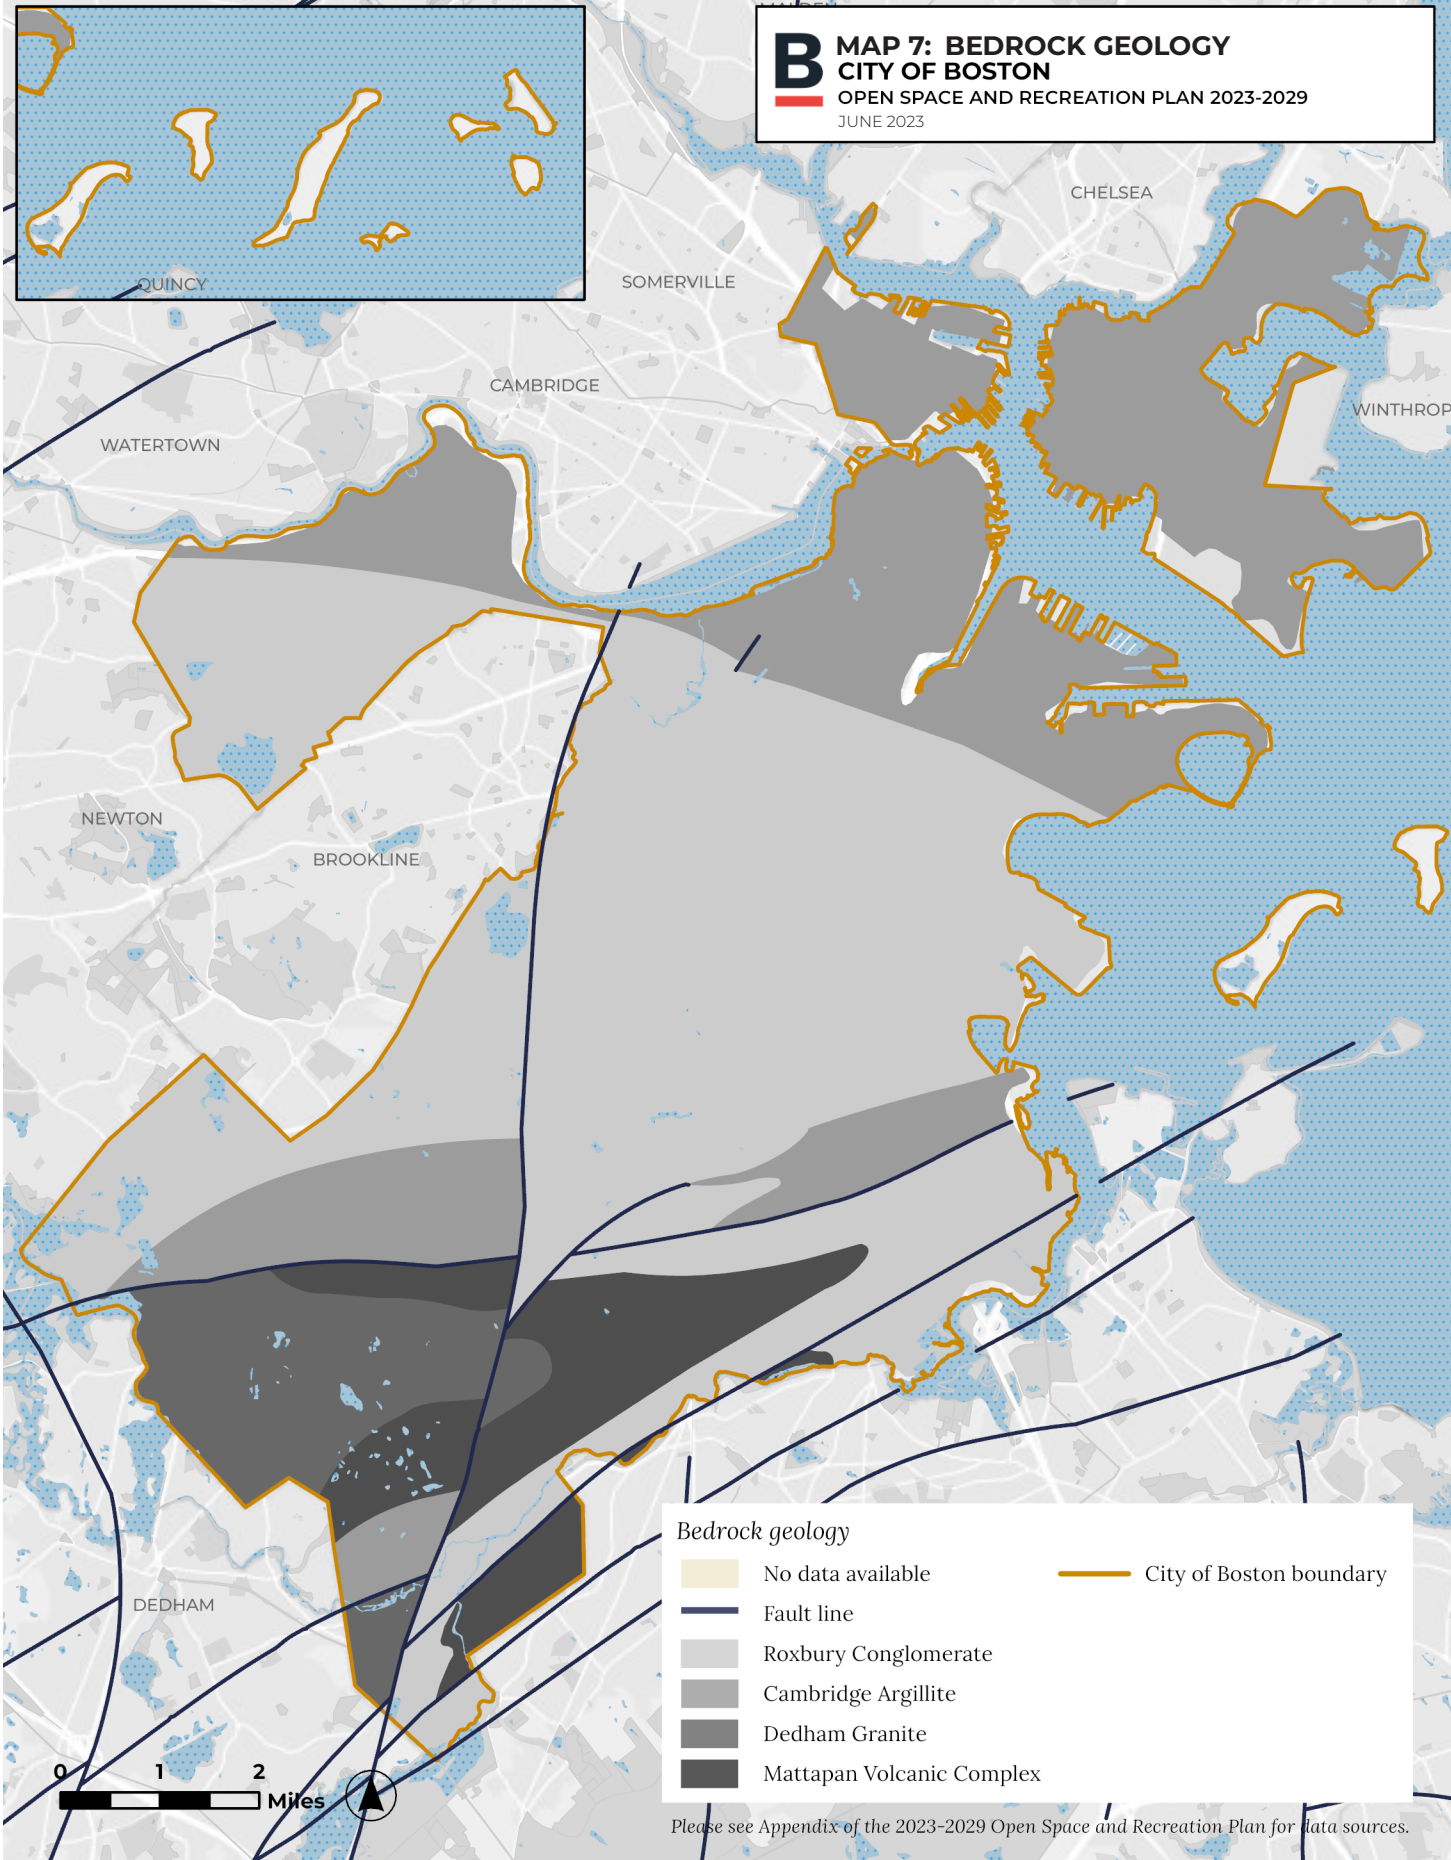 B
MAP 7: BEDROCK GEOLOGY
CITY OF BOSTON
OPEN SPACE AND RECREATION PLAN 2023-2029
JUNE 2023
QUINCY
CHELSEA
SOMERVILLE
CAMBRIDGE
WINTHROP
WATERTOWN
NEWTON
BROOKLINE
DEDHAM
Bedrock geology
No data available
City of Boston boundary
Fault line
Roxbury Conglomerate
Cambridge Argillite
Dedham Granite
Mattapan Volcanic Complex
0 1 2
Miles
Please see Appendix of the 2023-2029 Open Space and Recreation Plan for data sources.